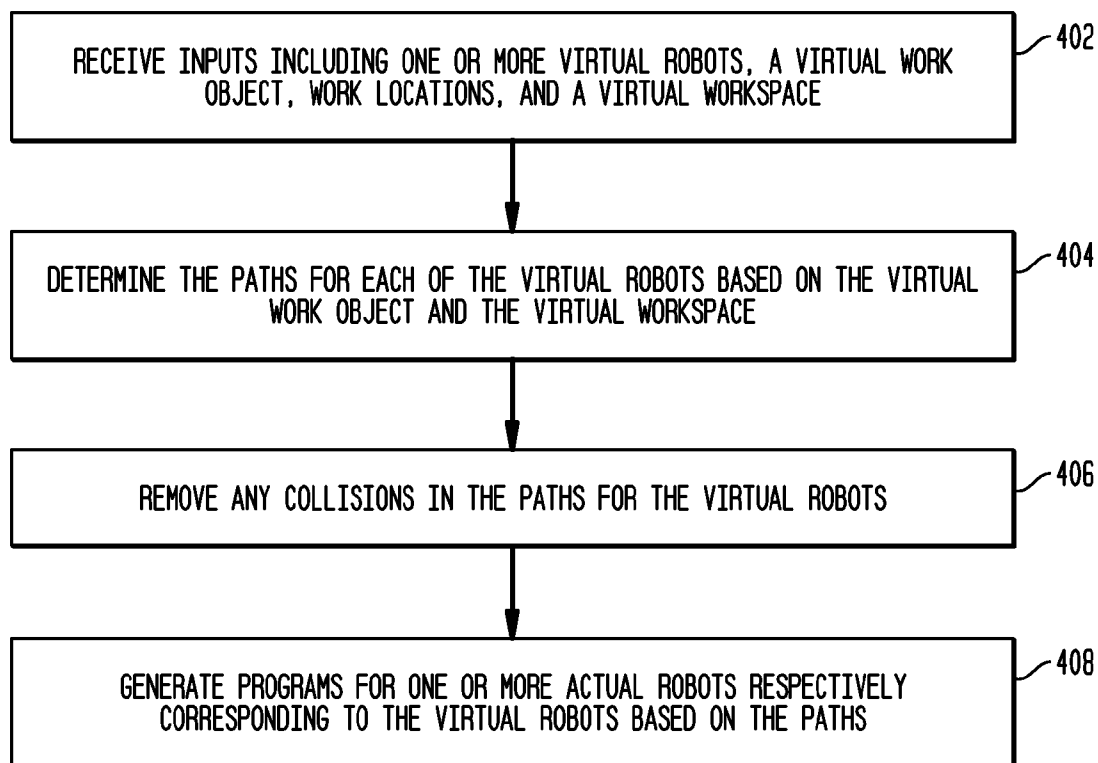 RECEIVE INPUTS INCLUDING ONE OR MORE VIRTUAL ROBOTS, A VIRTUAL WORK
OBJECT, WORK LOCATIONS, AND A VIRTUAL WORKSPACE
402
DETERMINE THE PATHS FOR EACH OF THE VIRTUAL ROBOTS BASED ON THE VIRTUAL
WORK OBJECT AND THE VIRTUAL WORKSPACE
404
REMOVE ANY COLLISIONS IN THE PATHS FOR THE VIRTUAL ROBOTS
406
GENERATE PROGRAMS FOR ONE OR MORE ACTUAL ROBOTS RESPECTIVELY
CORRESPONDING TO THE VIRTUAL ROBOTS BASED ON THE PATHS
408